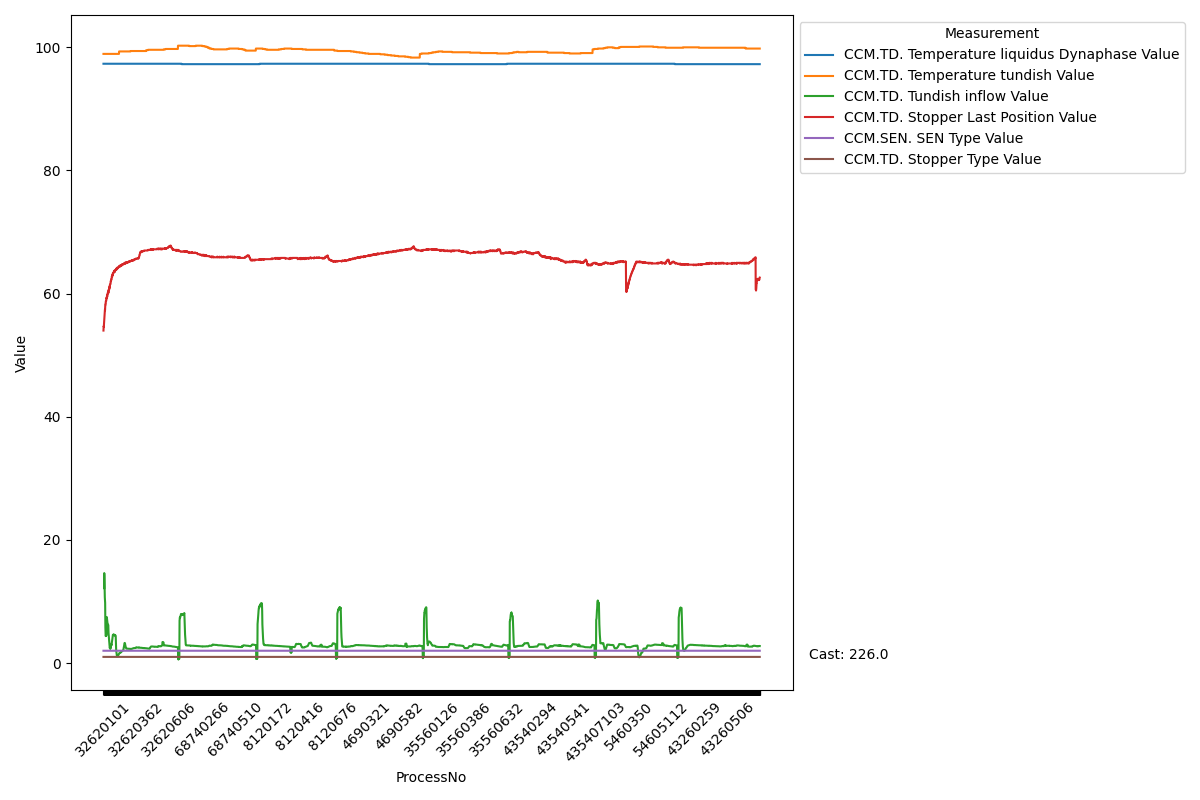 Measurement
CCM.TD. Temperature liquidus Dynaphase Value
CCM.TD. Temperature tundish Value
CCM.TD. Tundish inflow Value
CCM.TD. Stopper Last Position Value
CCM.SEN. SEN Type Value
CCM.TD. Stopper Type Value
100
80
60
40
20
0
Value
Cast: 226.0
32620101
32620362
32620606
68740266
68740510
8120172
8120416
8120676
4690321
4690582
35560126
35560386
35560632
43540294
43540541
435407103
5460350
54605112
43260259
43260506
ProcessNo